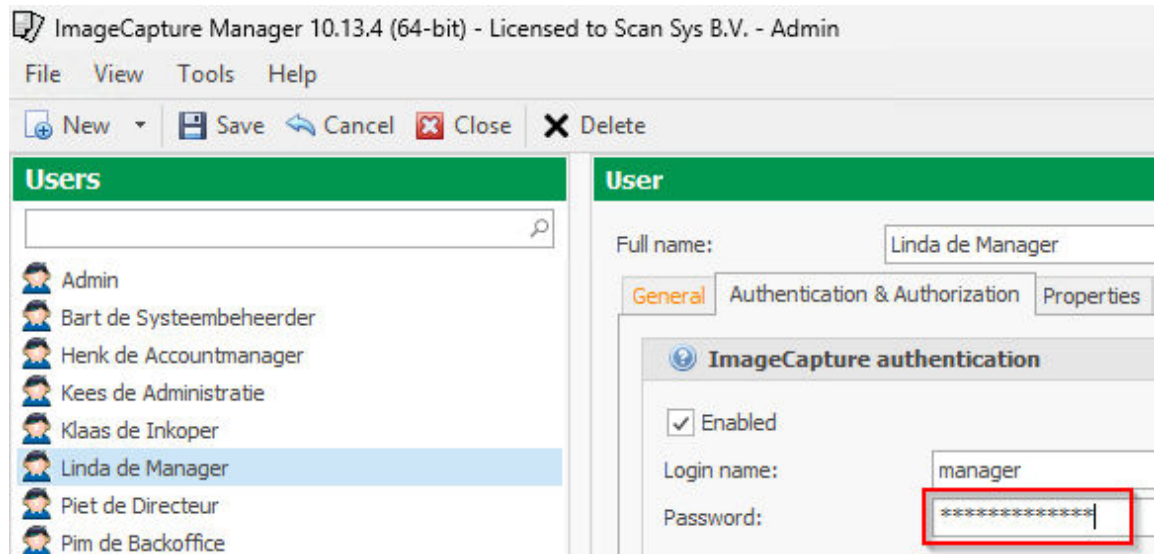 ImageCapture Manager 10.13.4 (64-bit) - Licensed to Scan Sys B.V. - Admin
File View Tools Help
New Save Cancel Close Delete
Users
Admin
Bart de Systeembeheerder
Henk de Accountmanager
Kees de Administratie
Klaas de Inkoper
Linda de Manager
Piet de Directeur
Pim de Backoffice
User
Full name: Linda de Manager
General Authentication & Authorization Properties
ImageCapture authentication
Enabled
Login name: manager
Password: *************